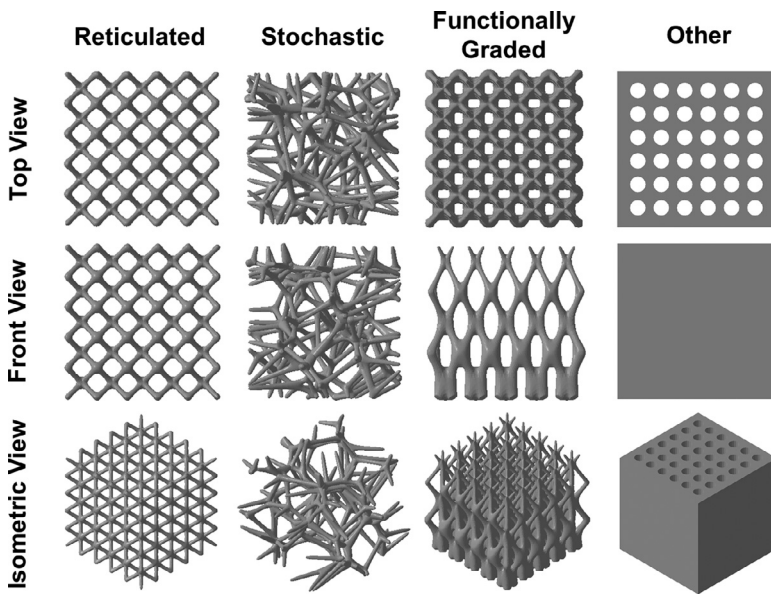 Reticulated
Stochastic
Functionally
Graded
Other
Top View
Front View
Isometric View